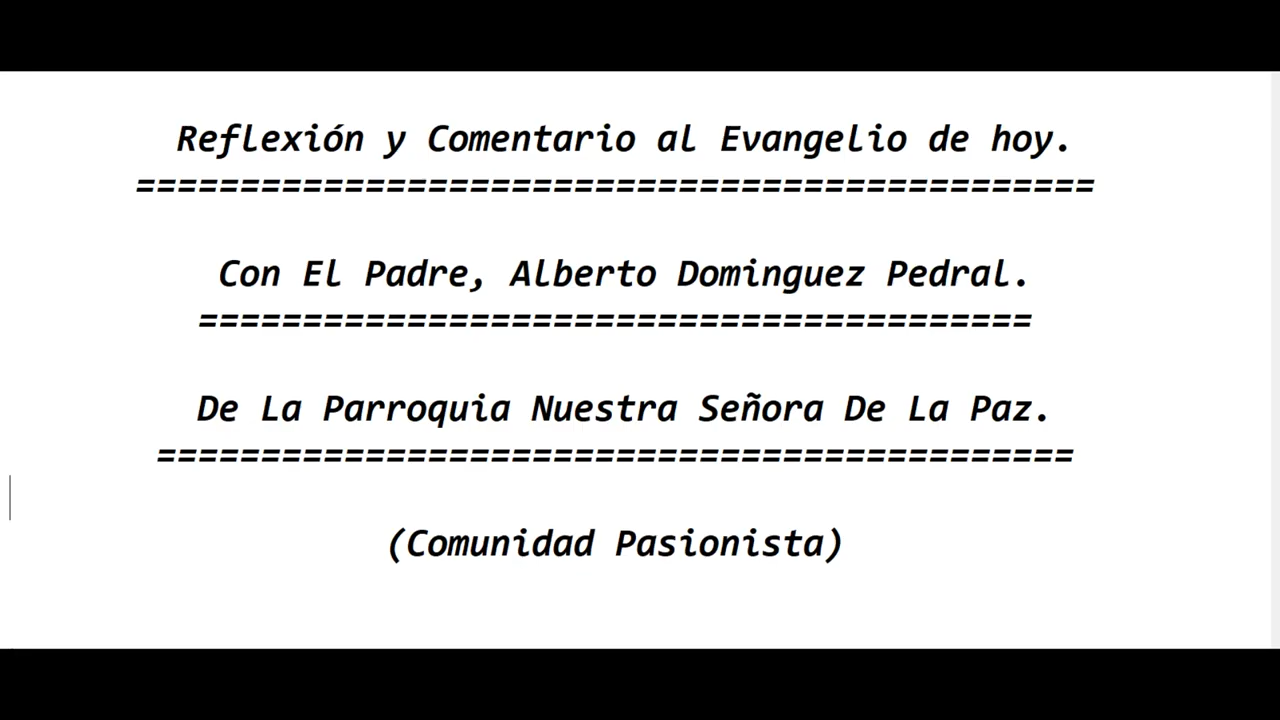 Reflexión y Comentario al Evangelio de hoy.
==============================================
Con El Padre, Alberto Dominguez Pedral.
========================================
De La Parroquia Nuestra Señora De La Paz.
============================================
(Comunidad Pasionista)